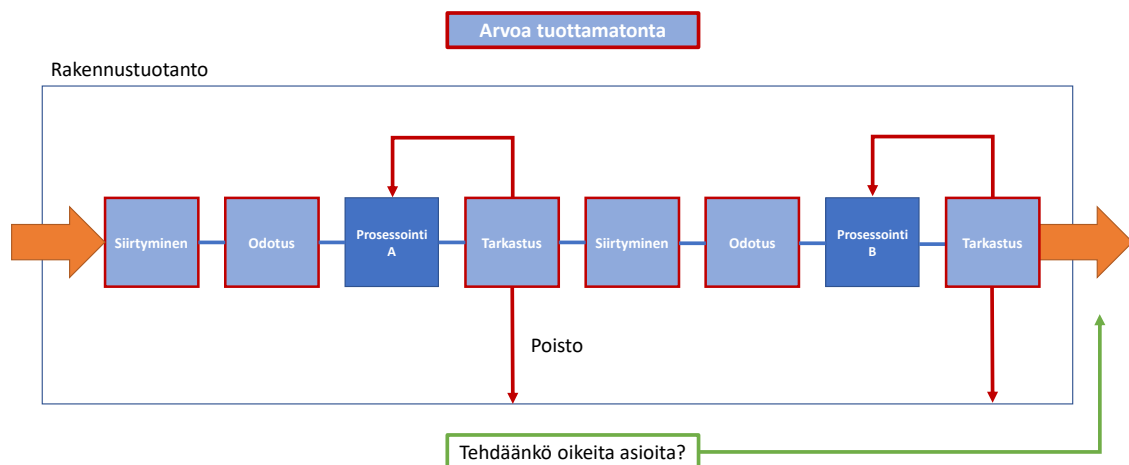 Arvoa tuottamatonta
Rakennustuotanto
Siirtyminen
Odotus
Prosessointi
A
Tarkastus
Siirtyminen
Odotus
Prosessointi
B
Tarkastus
Poisto
Tehdäänkö oikeita asioita?